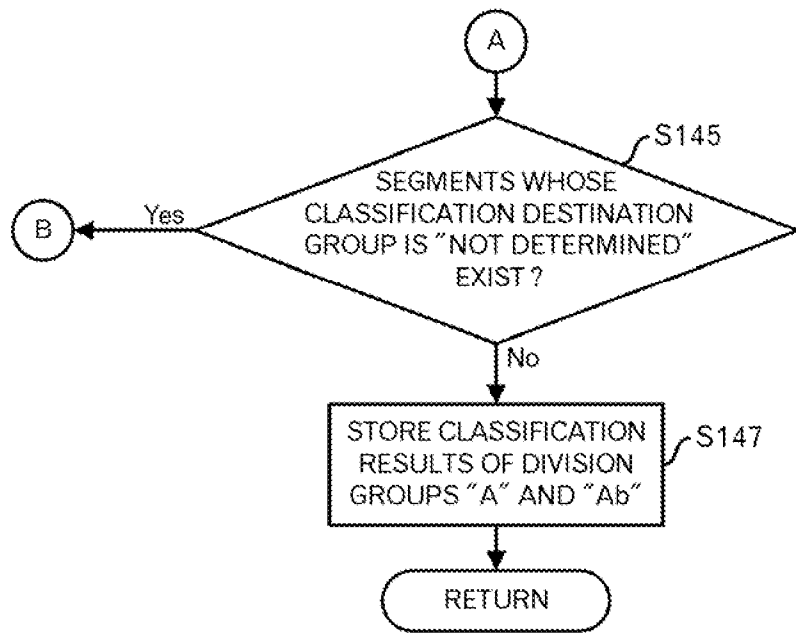 A
S145
SEGMENTS WHOSE
CLASSIFICATION DESTINATION
GROUP IS "NOT DETERMINED"
EXIST ?
Yes
B
No
STORE CLASSIFICATION
RESULTS OF DIVISION
GROUPS "A" AND "Ab"
S147
RETURN